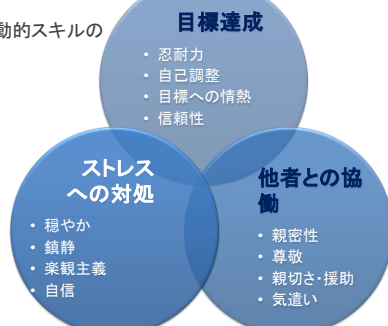 動的スキルの
目標達成
• 忍耐力
• 自己調整
• 目標への情熱
• 信頼性
ストレス
への対処
• 穏やか
• 鎮静
• 楽観主義
• 自信
他者との協
働
• 親密性
• 尊敬
• 親切さ・援助
• 気遣い